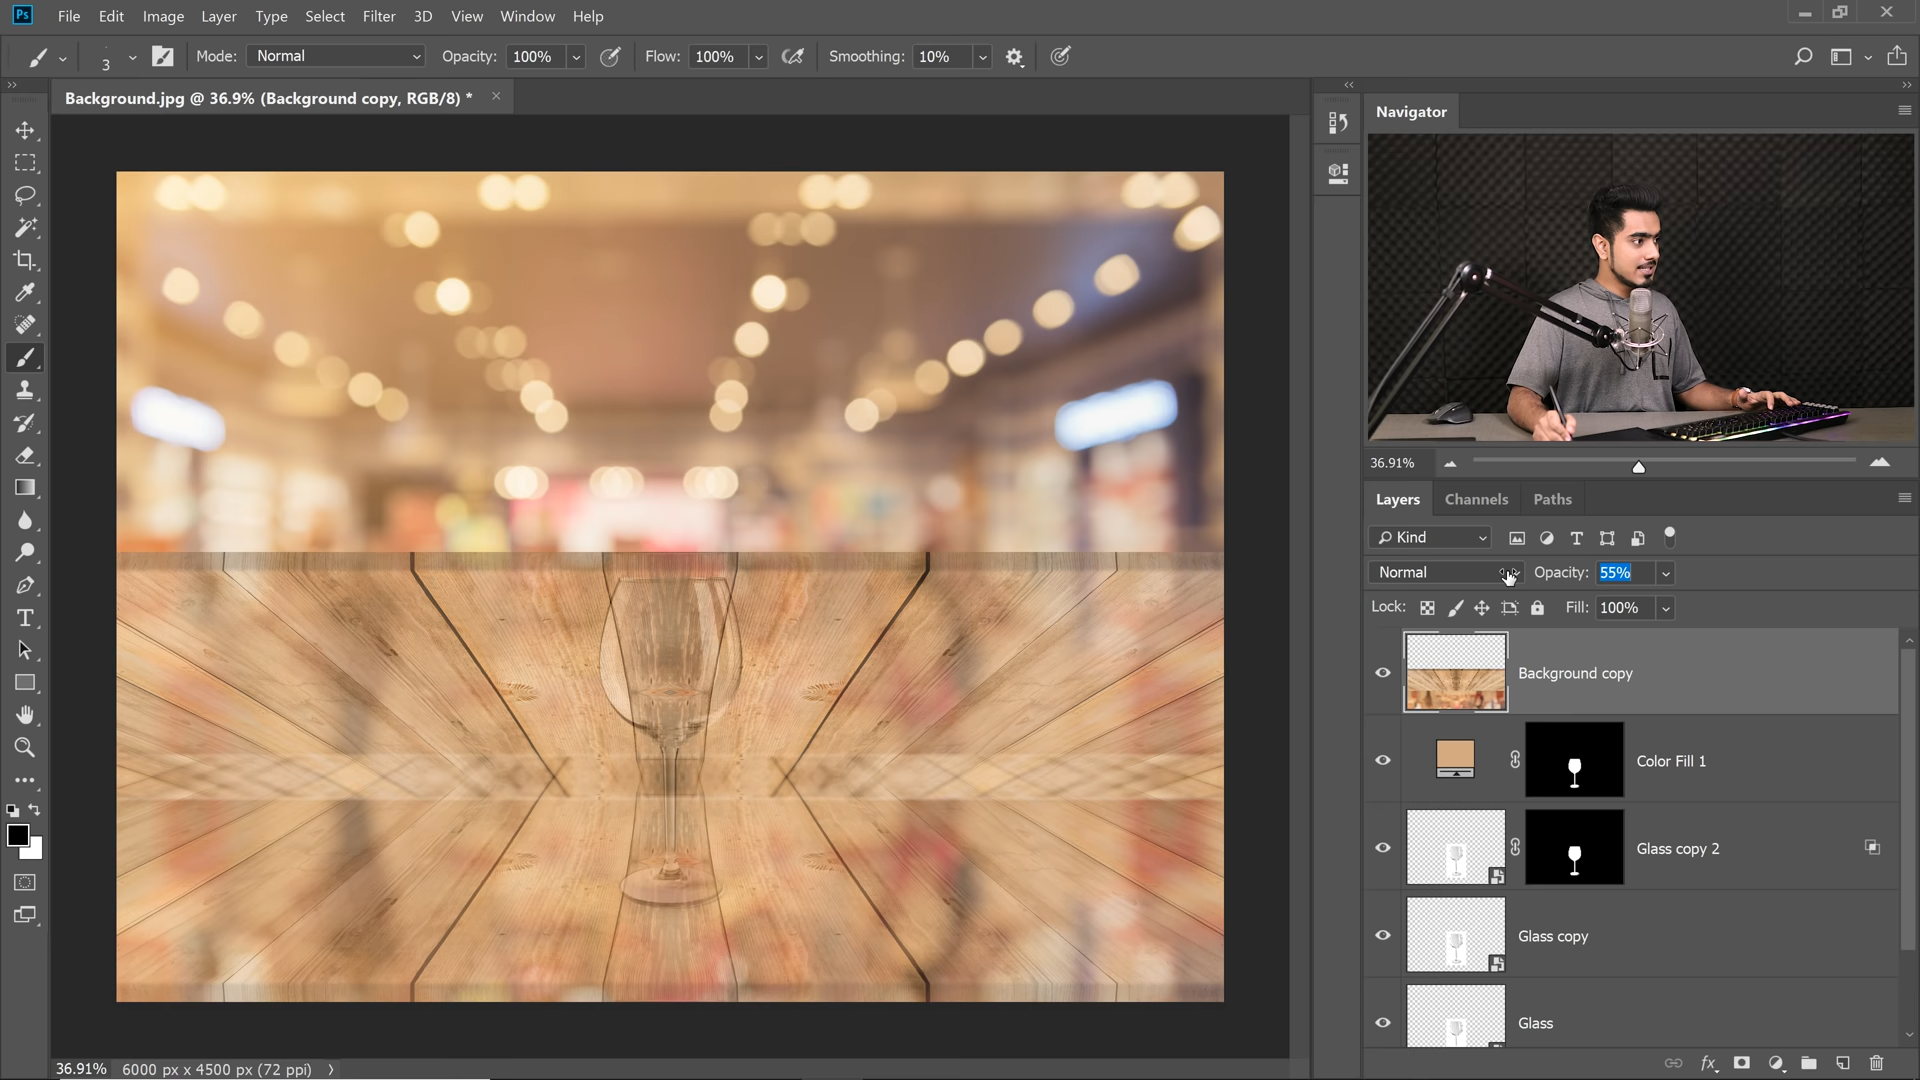 Ps File Edit Image Layer Type Select Filter 3D View Window Help
3 Mode: Normal Opacity: 100% Flow: 100% Smoothing: 10%
Background.jpg @ 36.9% (Background copy, RGB/8) *
Navigator
36.91%
Layers Channels Paths
Kind
Normal Opacity: 55%
Lock: Fill: 100%
Background copy
Color Fill 1
Glass copy 2
Glass copy
Glass
fx
36.91% 6000 px x 4500 px (72 ppi)